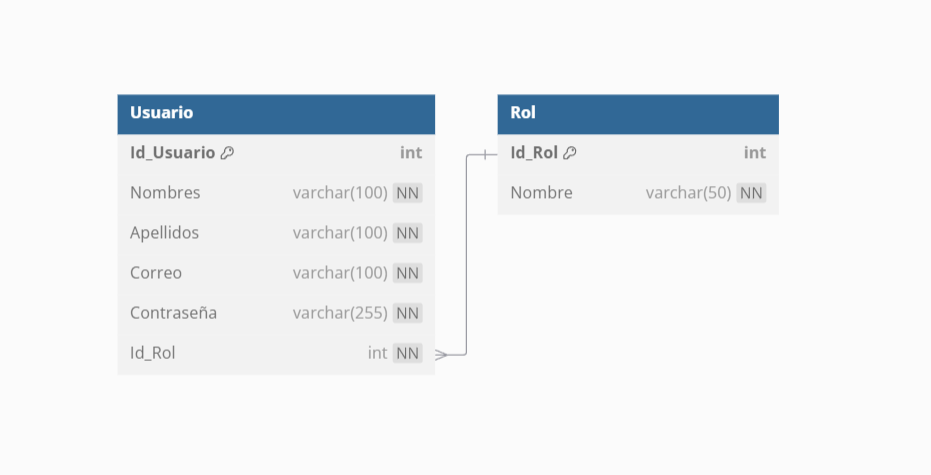 Usuario
Id_Usuario int
Nombres varchar(100) NN
Apellidos varchar(100) NN
Correo varchar(100) NN
Contraseña varchar(255) NN
Id_Rol int NN
Rol
Id_Rol int
Nombre varchar(50) NN